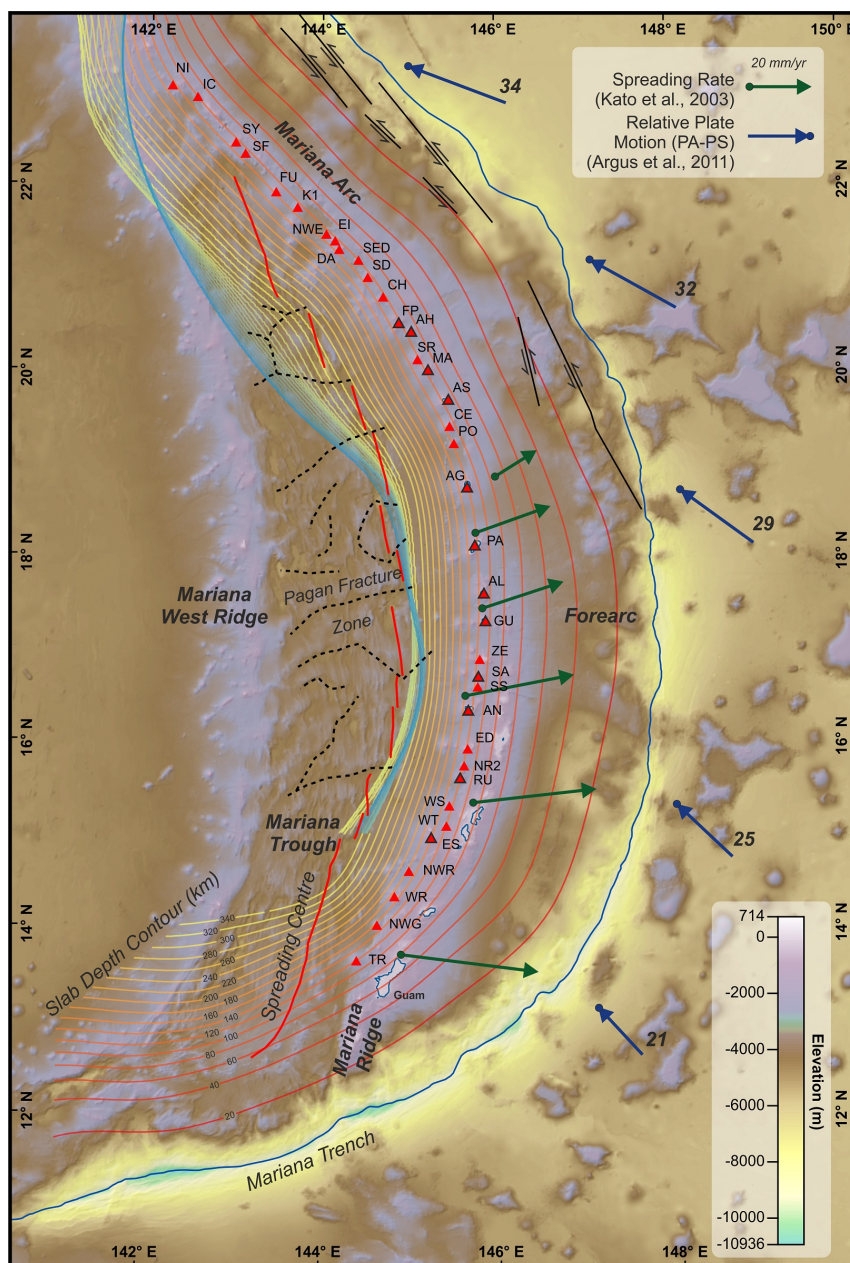 142° E
144° E
146° E
148° E
150° E
20 mm/yr
Spreading Rate
(Kato et al., 2003)
Relative Plate
Motion (PA-PS)
(Argus et al., 2011)
34
32
29
25
21
22° N
20° N
18° N
16° N
14° N
12° N
22° N
20° N
18° N
16° N
14° N
12° N
NI
IC
SY
SF
Mariana Arc
FU
K1
NWE
EI
DA
SED
SD
CH
FP
AH
SR
MA
AS
CE
PO
AG
PA
AL
GU
ZE
SA
SS
AN
ED
NR2
RU
WS
WT
ES
NWR
WR
NWG
TR
Guam
Mariana
West Ridge
Pagan Fracture
Zone
Forearc
Mariana
Trough
Spreading Centre
Slab Depth Contour (km)
340
320
300
280
260
240
220
200
180
160
140
120
100
80
60
40
20
Mariana
Ridge
Mariana Trench
714
0
-2000
-4000
-6000
-8000
-10000
-10936
Elevation (m)
142° E
144° E
146° E
148° E